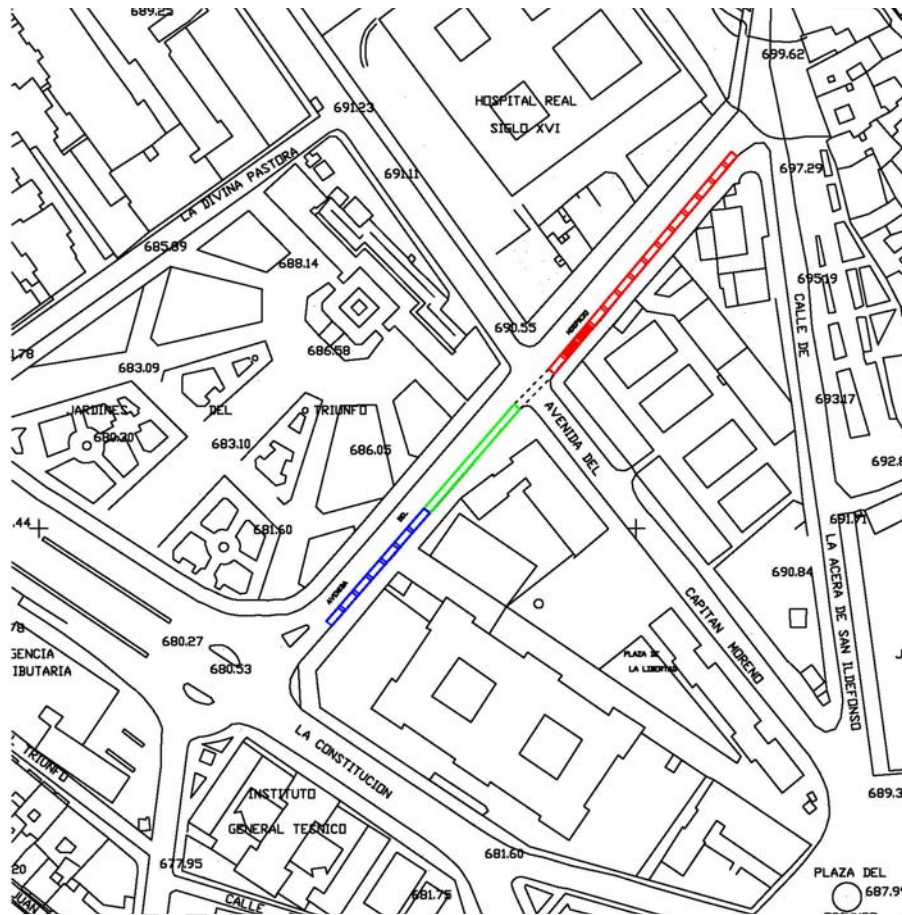 689.25
699.62
HOSPITAL REAL
SIGLO XVI
691.23
LA DIVINA PASTORA
691.11
697.29
685.89
688.14
695.19
CALLE DE
690.55
HOSPICIO
1.78
683.09
686.58
693.17
JARDINES DEL TRIUNFO
680.30
683.10
686.05
AVENIDA DEL
692.8
.44
681.60
DEL
691.71
690.84
LA ACERA DE SAN ILDEFONSO
AVENIDA
CAPITAN MORENO
78
680.27
680.53
GENCIA
IBUTARIA
PLAZA DE
LA LIBERTAD
LA CONSTITUCION
TRIUNFO
INSTITUTO
GENERAL TECNICO
689.3
677.95
681.60
20
JUAN
CALLE
681.75
PLAZA DEL
687.9